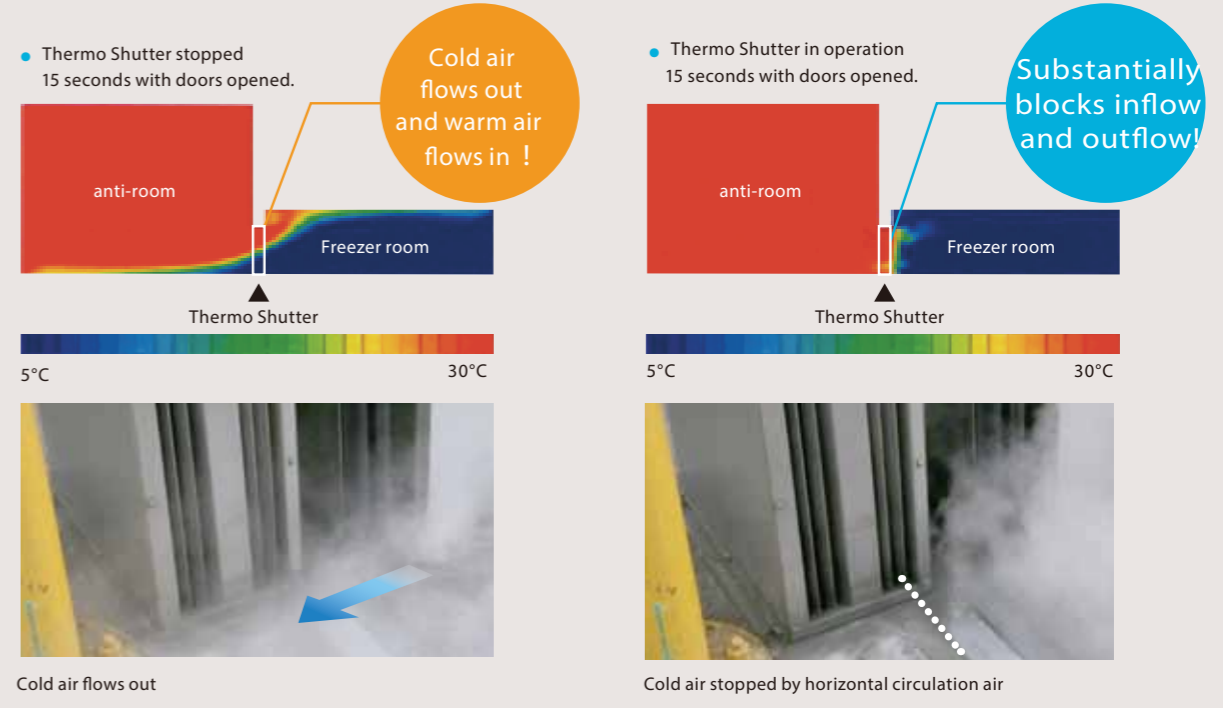 Thermo Shutter stopped
15 seconds with doors opened.
Cold air
flows out
and warm air
flows in !
anti-room
Freezer room
Thermo Shutter
5°C
30°C
Cold air flows out
Thermo Shutter in operation
15 seconds with doors opened.
Substantially
blocks inflow
and outflow!
anti-room
Freezer room
Thermo Shutter
5°C
30°C
Cold air stopped by horizontal circulation air